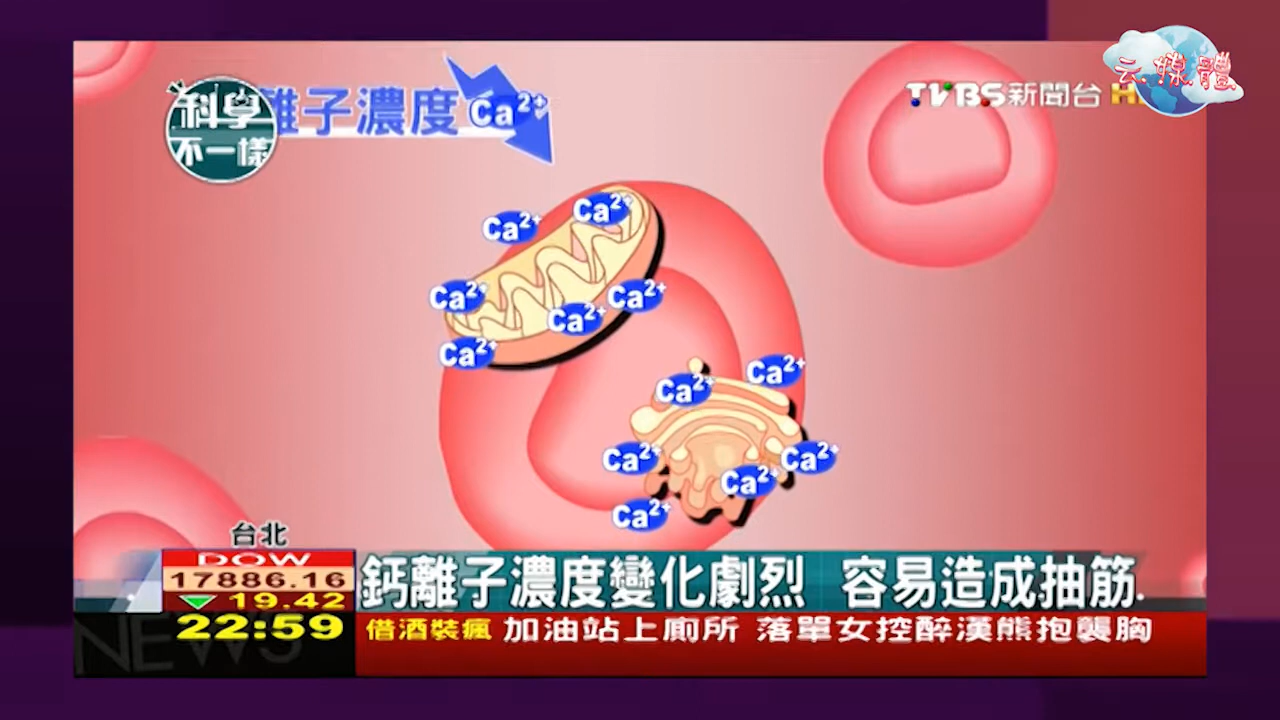 云媒體
TVBS新聞台 HD
科學
不一樣
離子濃度 Ca2+
Ca2+
Ca2+
Ca2+
Ca2+
Ca2+
Ca2+
Ca2+
Ca2+
Ca2+
Ca2+
Ca2+
Ca2+
台北
DOW
17886.16
19.42
22:59
鈣離子濃度變化劇烈 容易造成抽筋
借酒裝瘋 加油站上廁所 落單女控醉漢熊抱襲胸
NEWS